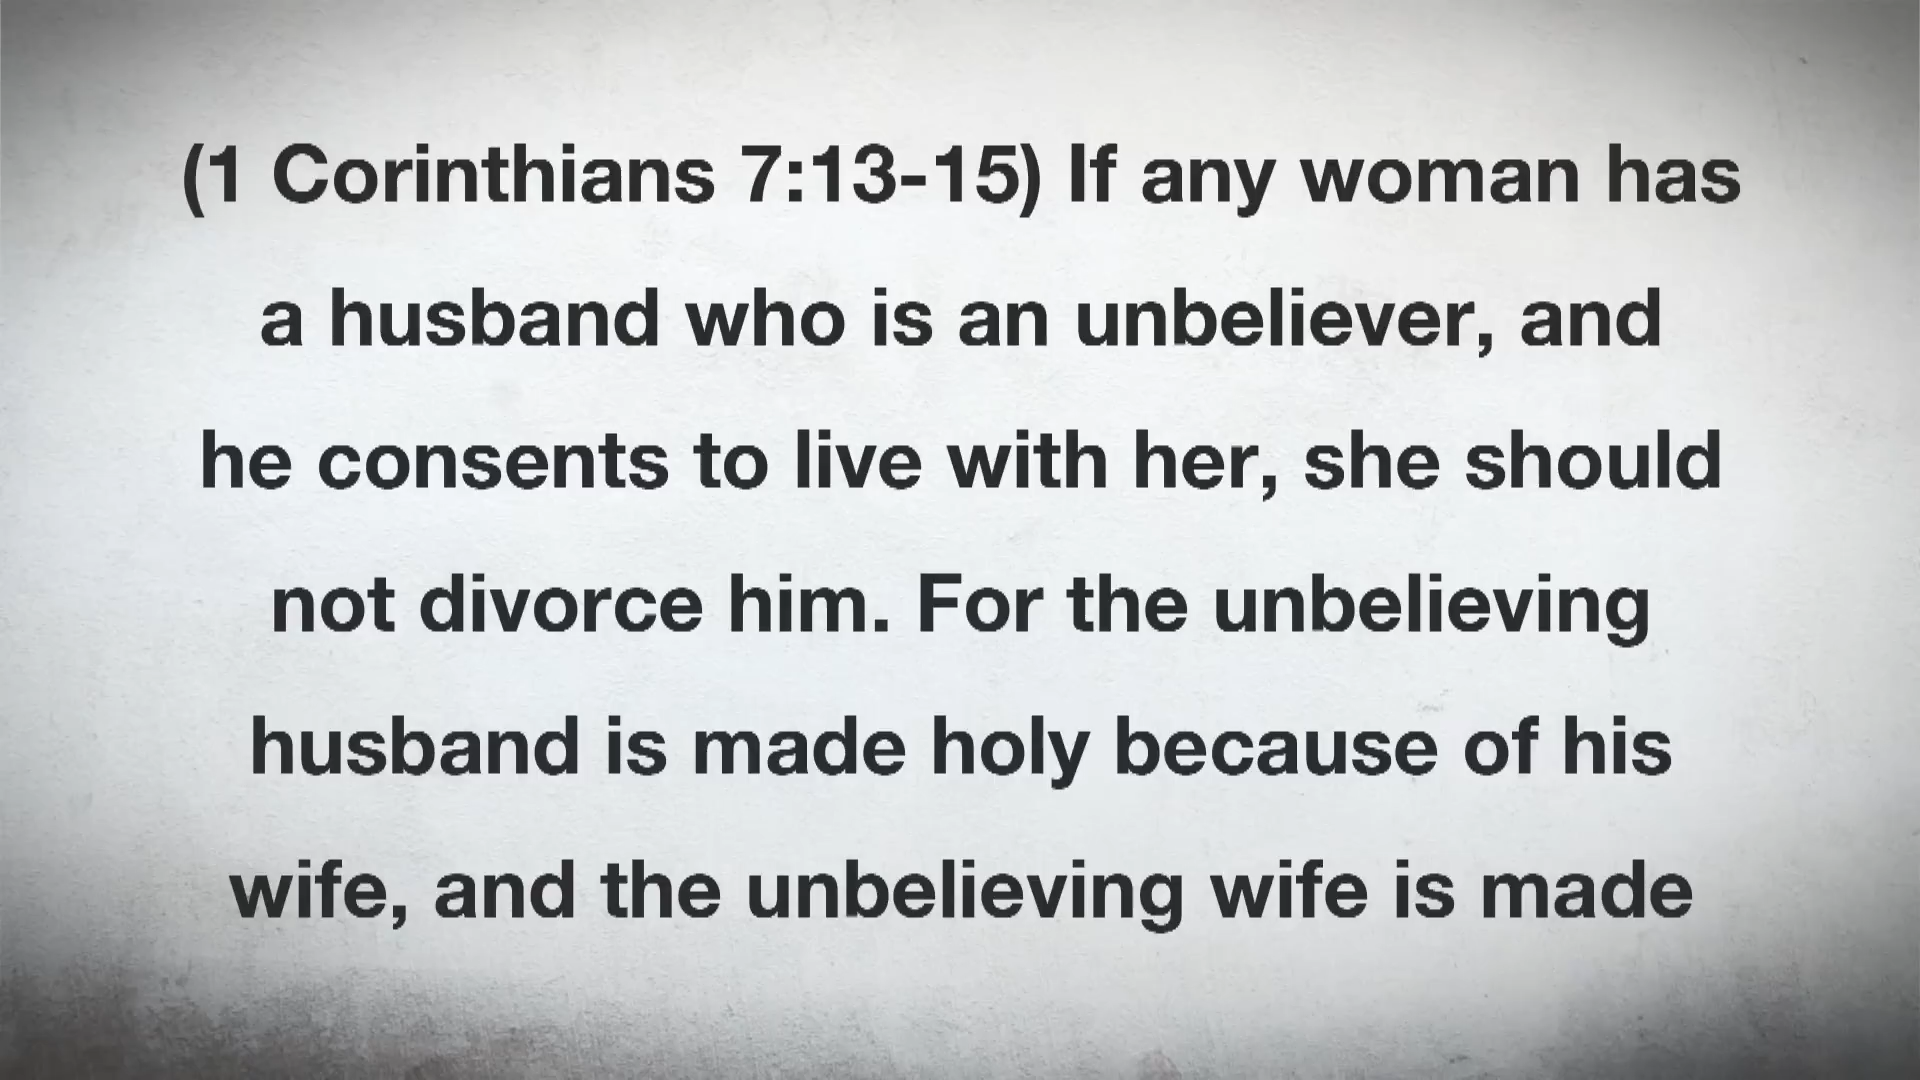 (1 Corinthians 7:13-15) If any woman has
a husband who is an unbeliever, and
he consents to live with her, she should
not divorce him. For the unbelieving
husband is made holy because of his
wife, and the unbelieving wife is made